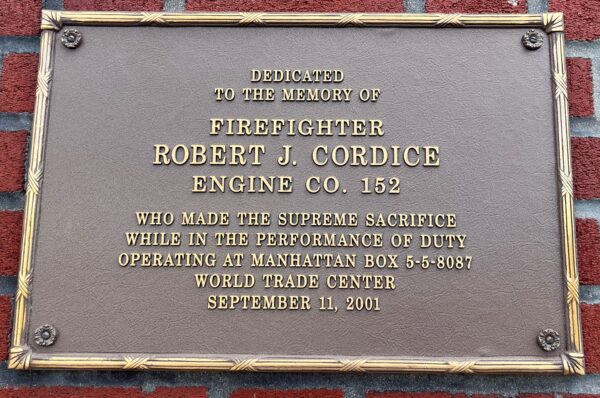 DEDICATED
TO THE MEMORY OF
FIREFIGHTER
ROBERT J. CORDICE
ENGINE CO. 152
WHO MADE THE SUPREME SACRIFICE
WHILE IN THE PERFORMANCE OF DUTY
OPERATING AT MANHATTAN BOX 5-5-8087
WORLD TRADE CENTER
SEPTEMBER 11, 2001